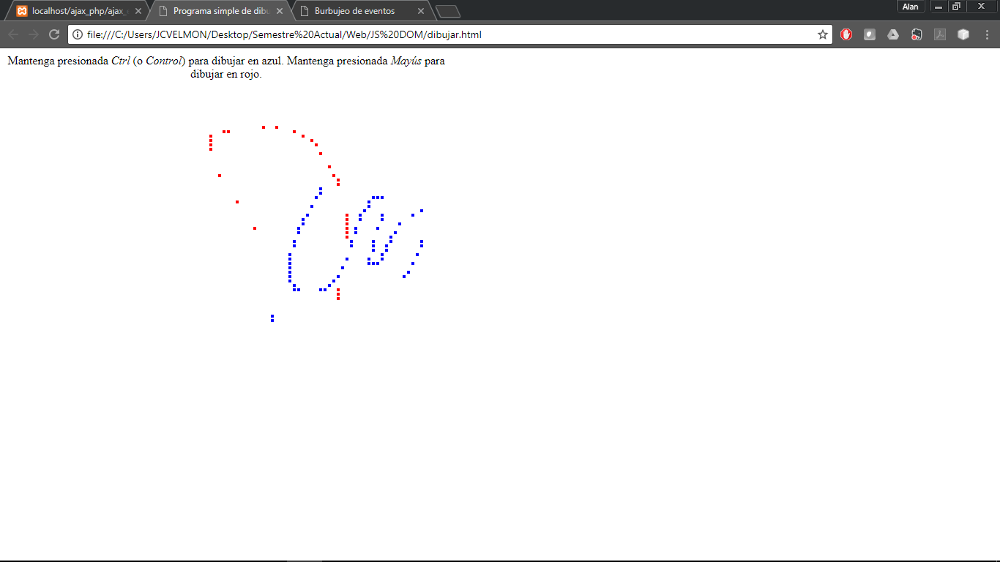 Alan
localhost/ajax_php/ajax_
Programa simple de dibu
Burbujeo de eventos
file:///C:/Users/JCVELMON/Desktop/Semestre%20Actual/Web/JS%20DOM/dibujar.html
Mantenga presionada Ctrl (o Control) para dibujar en azul. Mantenga presionada Mayús para
dibujar en rojo.